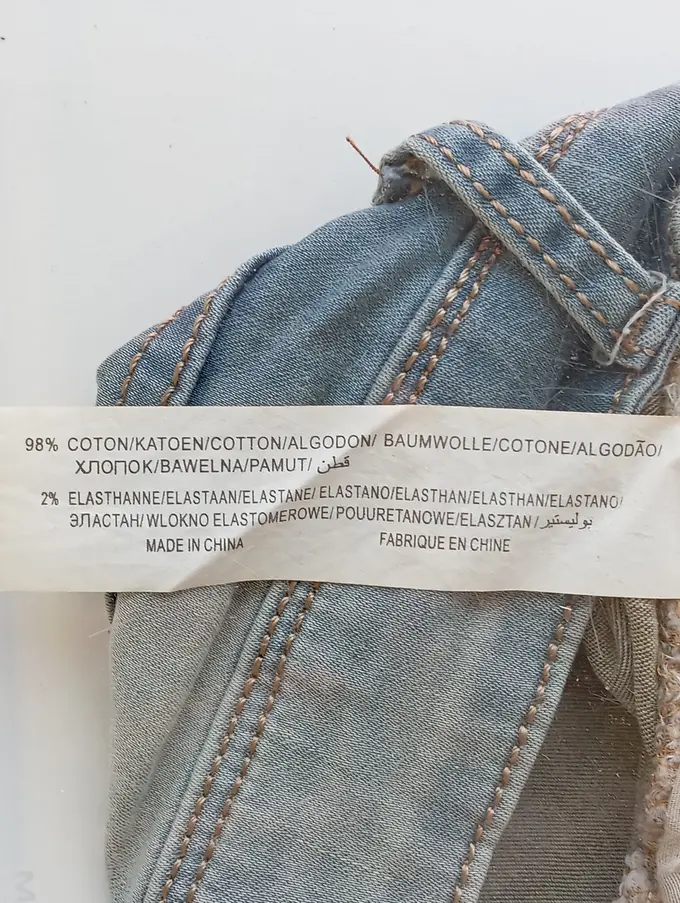 98% COTON/KATOEN/COTTON/ALGODON/ BAUMWOLLE/COTONE/ALGODÃO/
ХЛОПОК/BAWELNA/PAMUT/ قطن
2% ELASTHANNE/ELASTAAN/ELASTANE/ ELASTANO/ELASTHAN/ELASTHAN/ELASTANO/
ЭЛАСТАН/ WLOKNO ELASTOMEROWE/POUURETANOWE/ELASZTAN/ بوليستير
MADE IN CHINA FABRIQUE EN CHINE